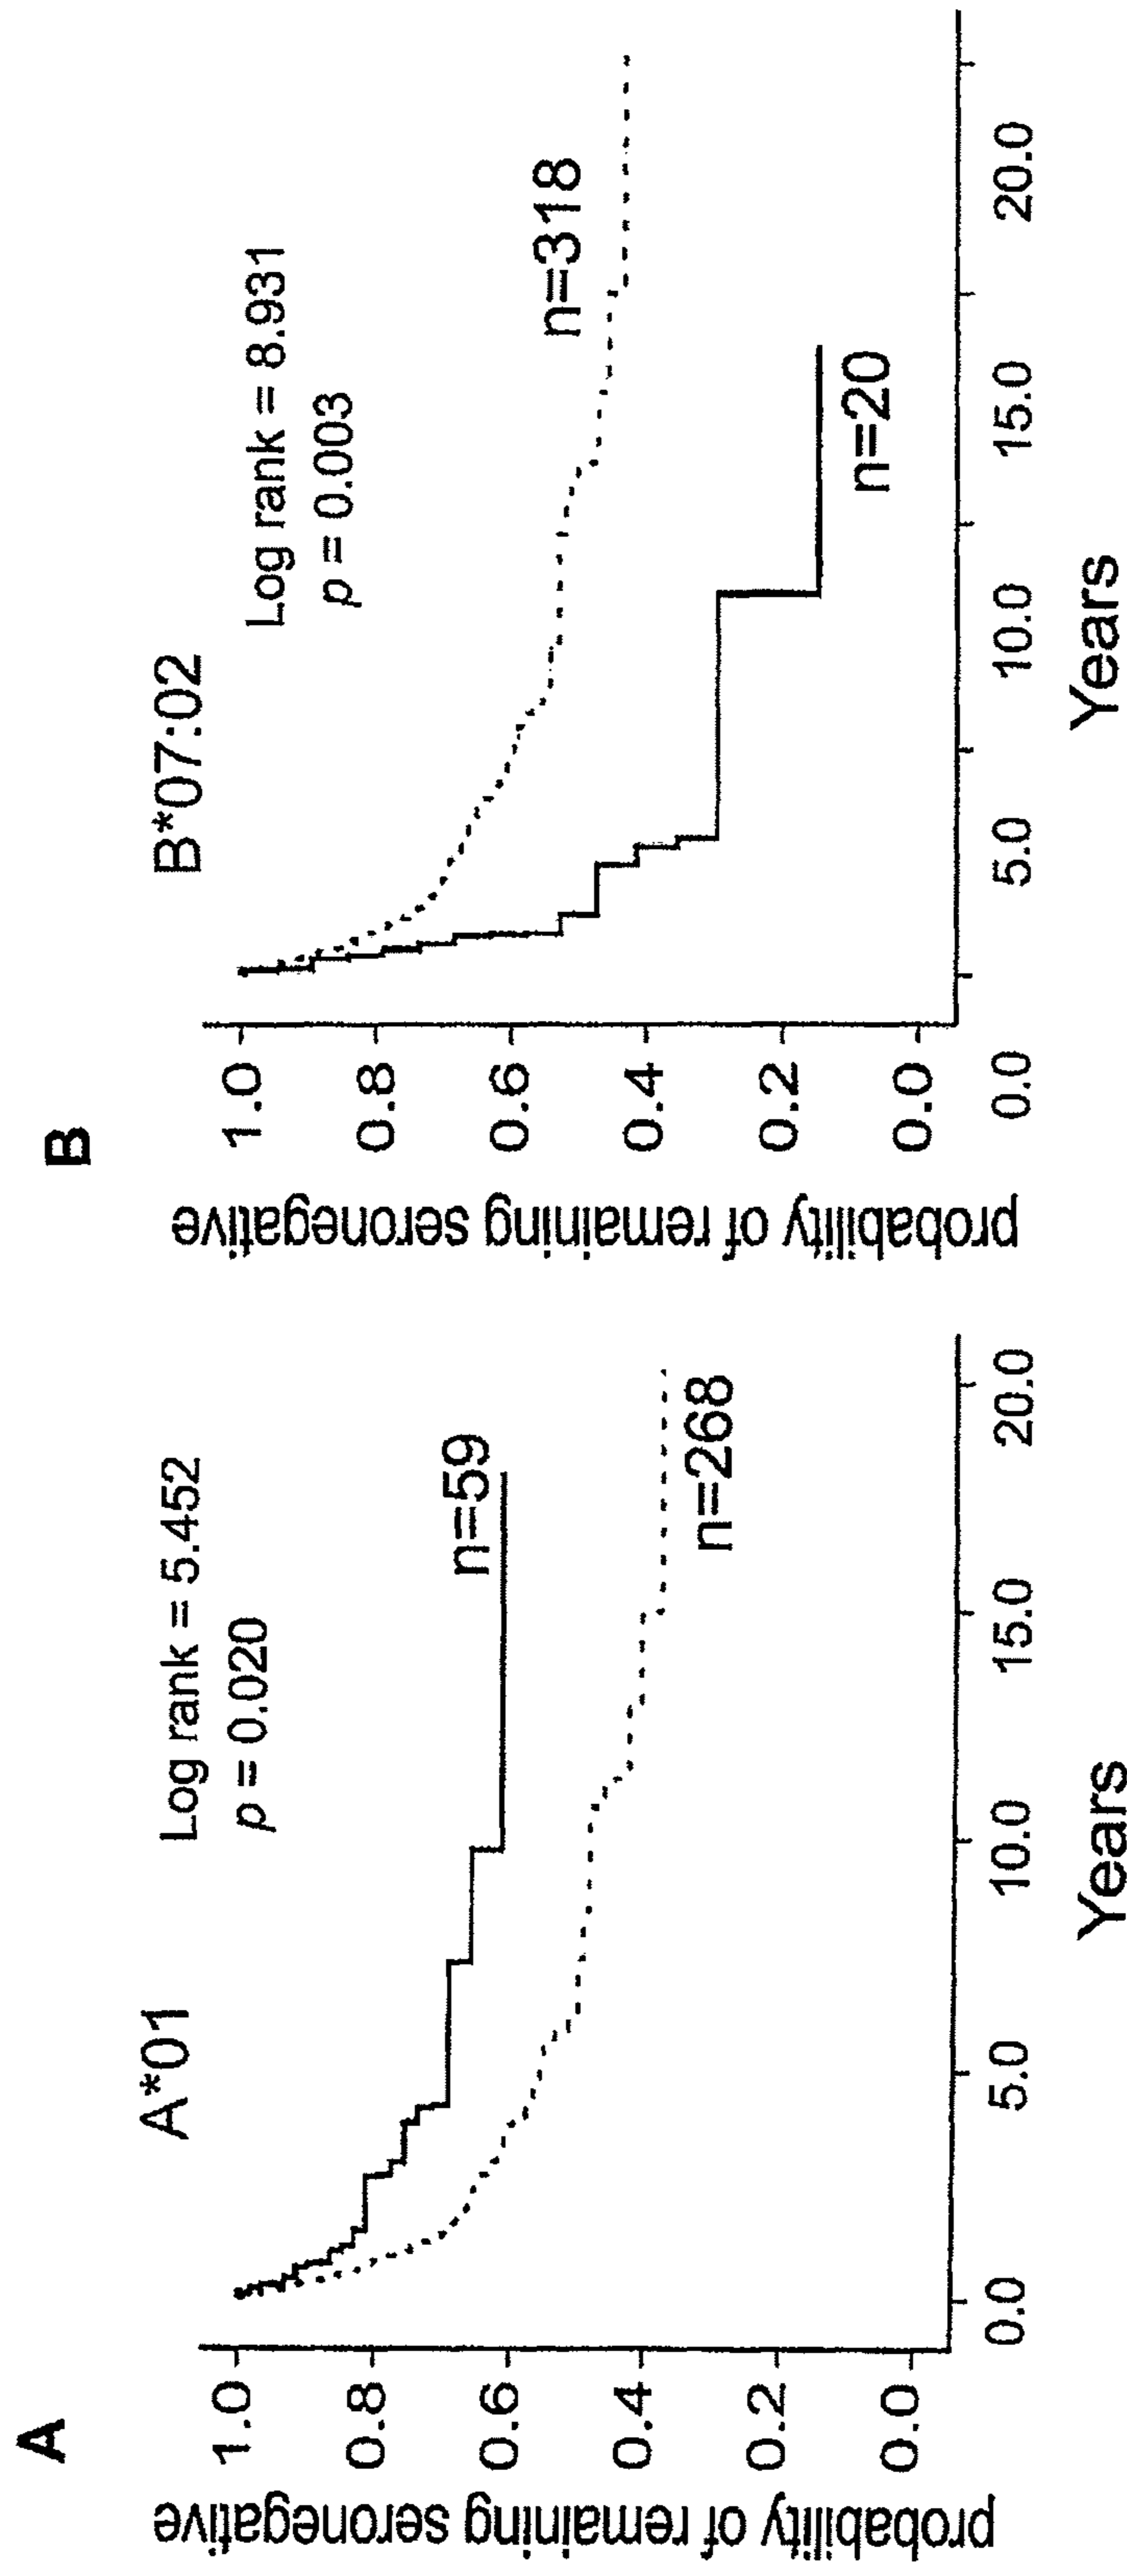 A
A*01
Log rank = 5.452
p = 0.020
n=59
n=268
probability of remaining seronegative
1.0
0.8
0.6
0.4
0.2
0.0
0.0
5.0
10.0
15.0
20.0
Years
B
B*07:02
Log rank = 8.931
p = 0.003
n=318
n=20
probability of remaining seronegative
1.0
0.8
0.6
0.4
0.2
0.0
0.0
5.0
10.0
15.0
20.0
Years